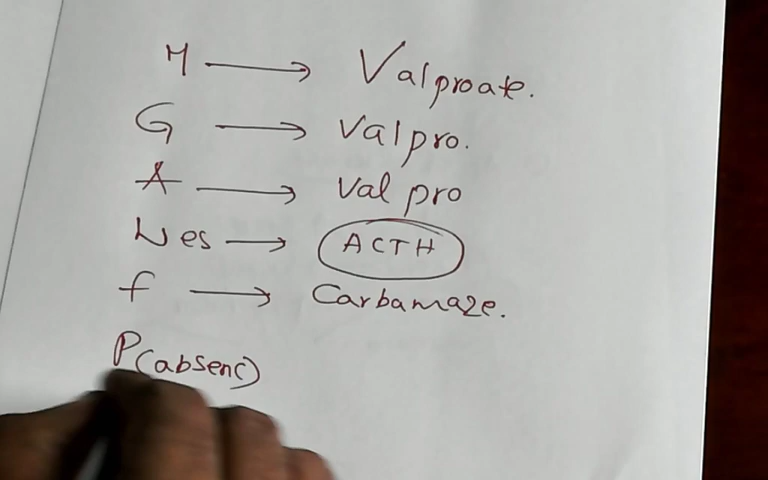 M → Valproate.
G → Valpro.
A → Val pro
Wes → ACTH
f → Carbamaze.
P(absenc)